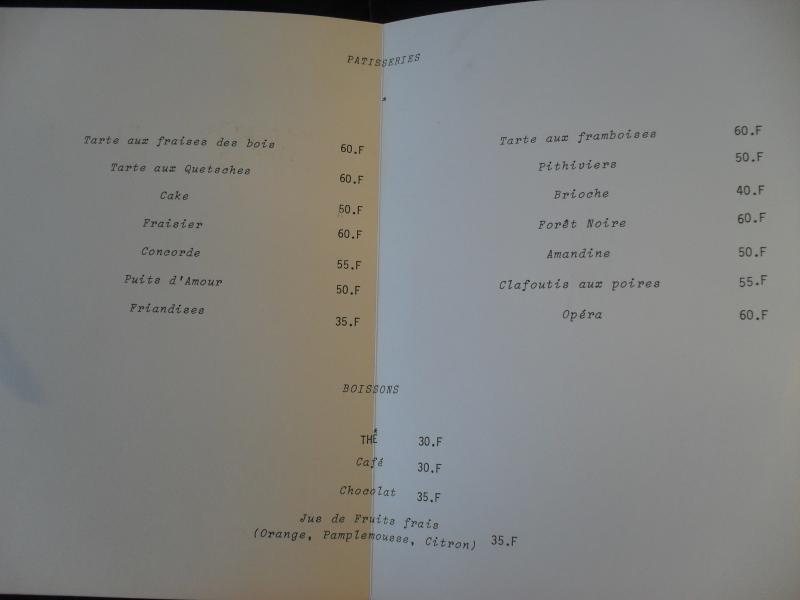 PATISSERIES
*
Tarte aux fraises des bois 60.F
Tarte aux Quetsches 60.F
Cake 50.F
Fraisier 60.F
Concorde 55.F
Puits d'Amour 50.F
Friandises 35.F
Tarte aux framboises 60.F
Pithiviers 50.F
Brioche 40.F
Forêt Noire 60.F
Amandine 50.F
Clafoutis aux poires 55.F
Opéra 60.F
BOISSONS
*
THÉ 30.F
Café 30.F
Chocolat 35.F
Jus de Fruits frais
(Orange, Pamplemousse, Citron) 35.F